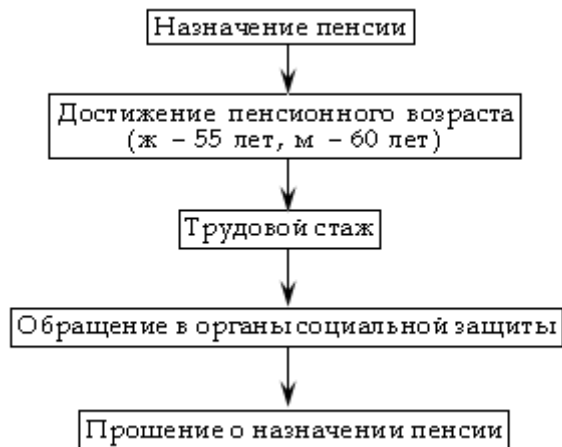 Назначение пенсии
Достижение пенсионного возраста
(ж – 55 лет, м – 60 лет)
Трудовой стаж
Обращение в органы социальной защиты
Прошение о назначении пенсии